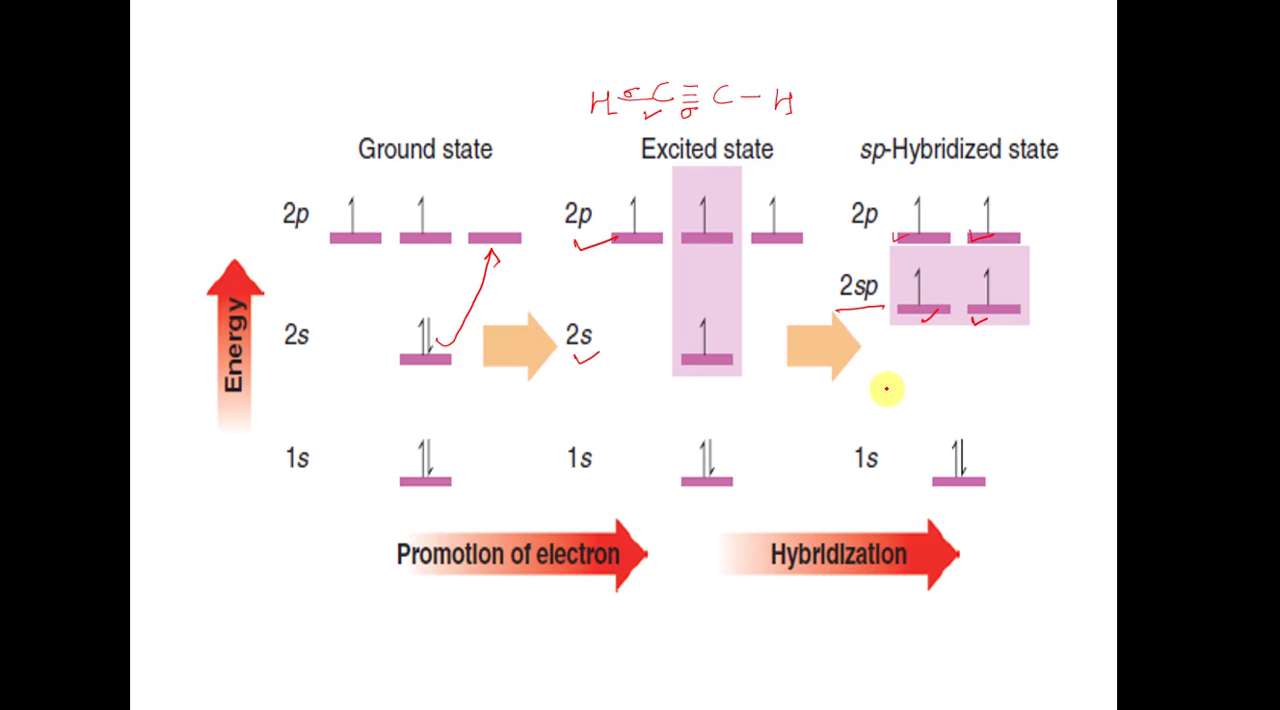 H σ C ≡ C - H
σ
Ground state
Excited state
sp-Hybridized state
2p
2p
2p
2sp
2s
2s
1s
1s
1s
Energy
Promotion of electron
Hybridization